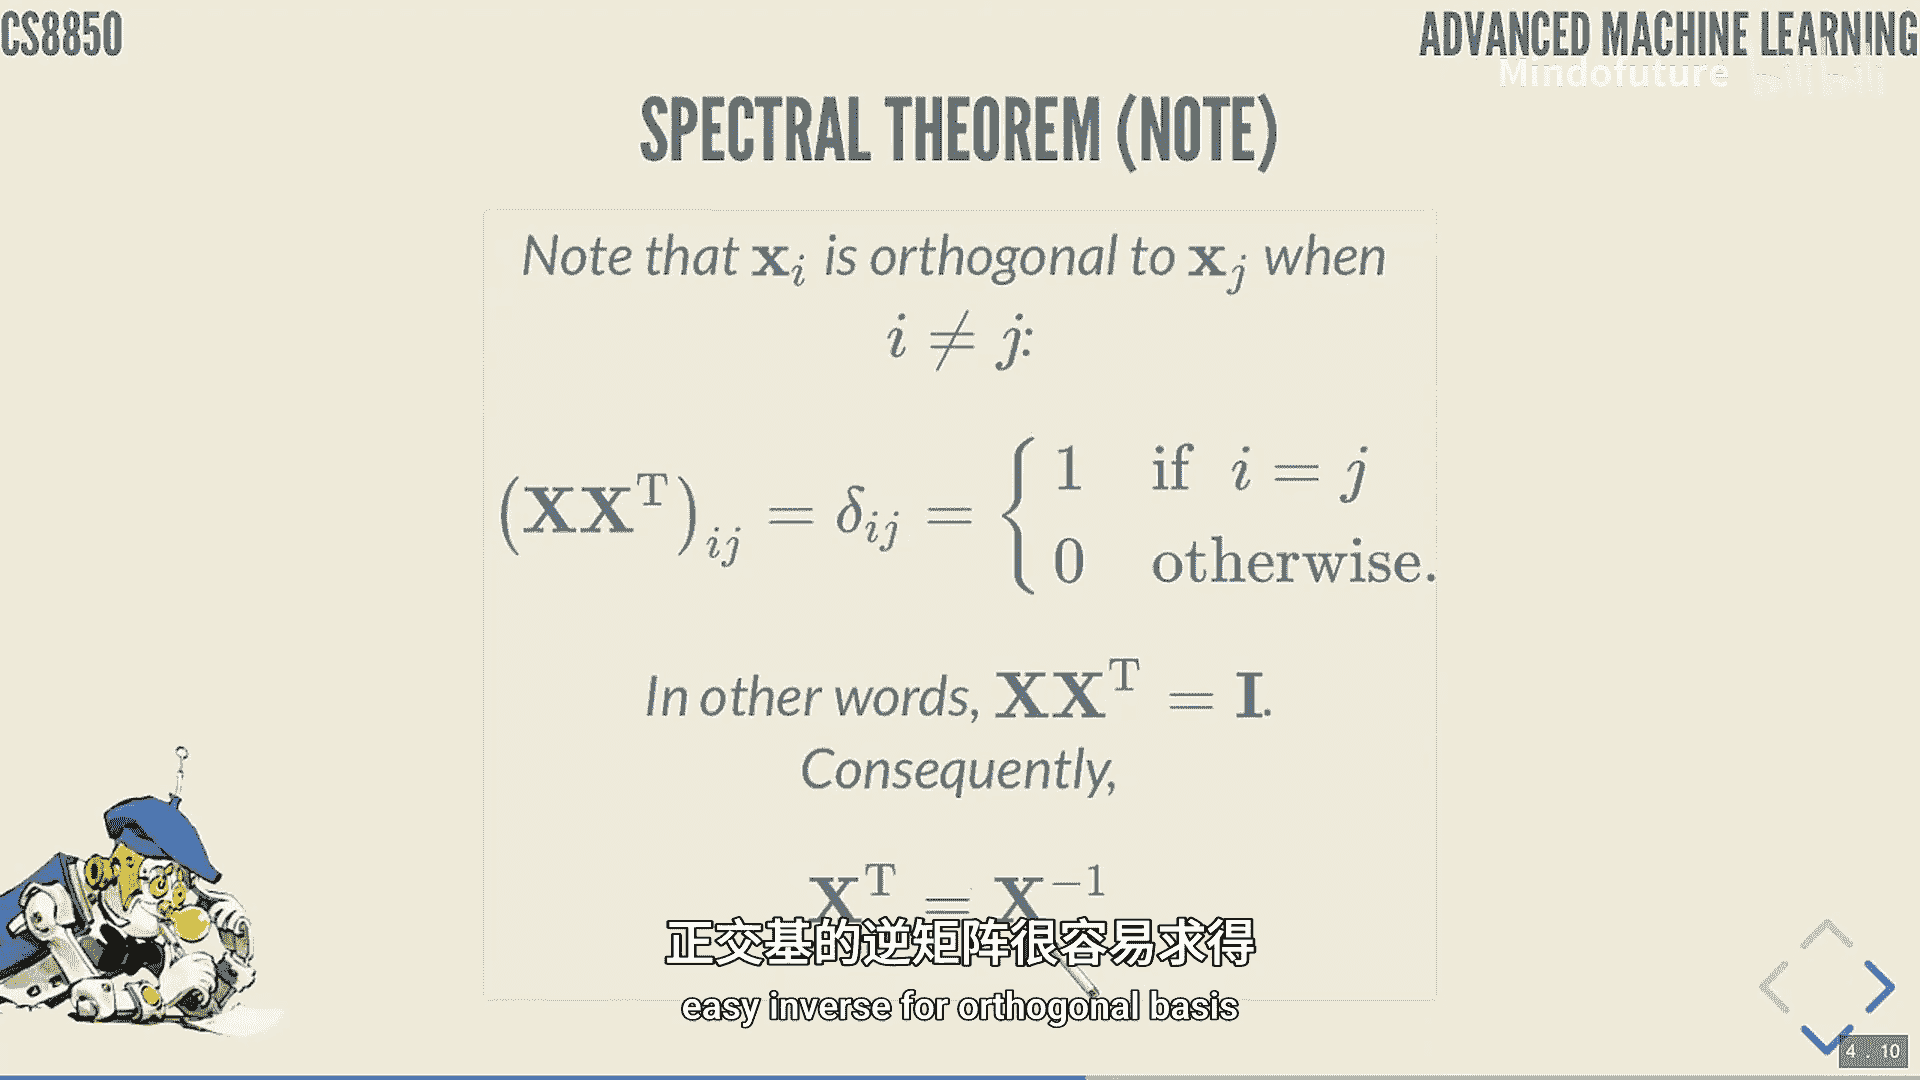 CS8850
ADVANCED MACHINE LEARNING
Mindofuture bilibili
SPECTRAL THEOREM (NOTE)
Note that 𝐱ᵢ is orthogonal to 𝐱ⱼ when
i ≠ j:
(𝐗𝐗ᵀ)ᵢⱼ = δᵢⱼ = { 1 if i = j
0 otherwise.
In other words, 𝐗𝐗ᵀ = 𝐈.
Consequently,
𝐗ᵀ = 𝐗⁻¹
正交基的逆矩阵很容易求得
easy inverse for orthogonal basis
4 . 10